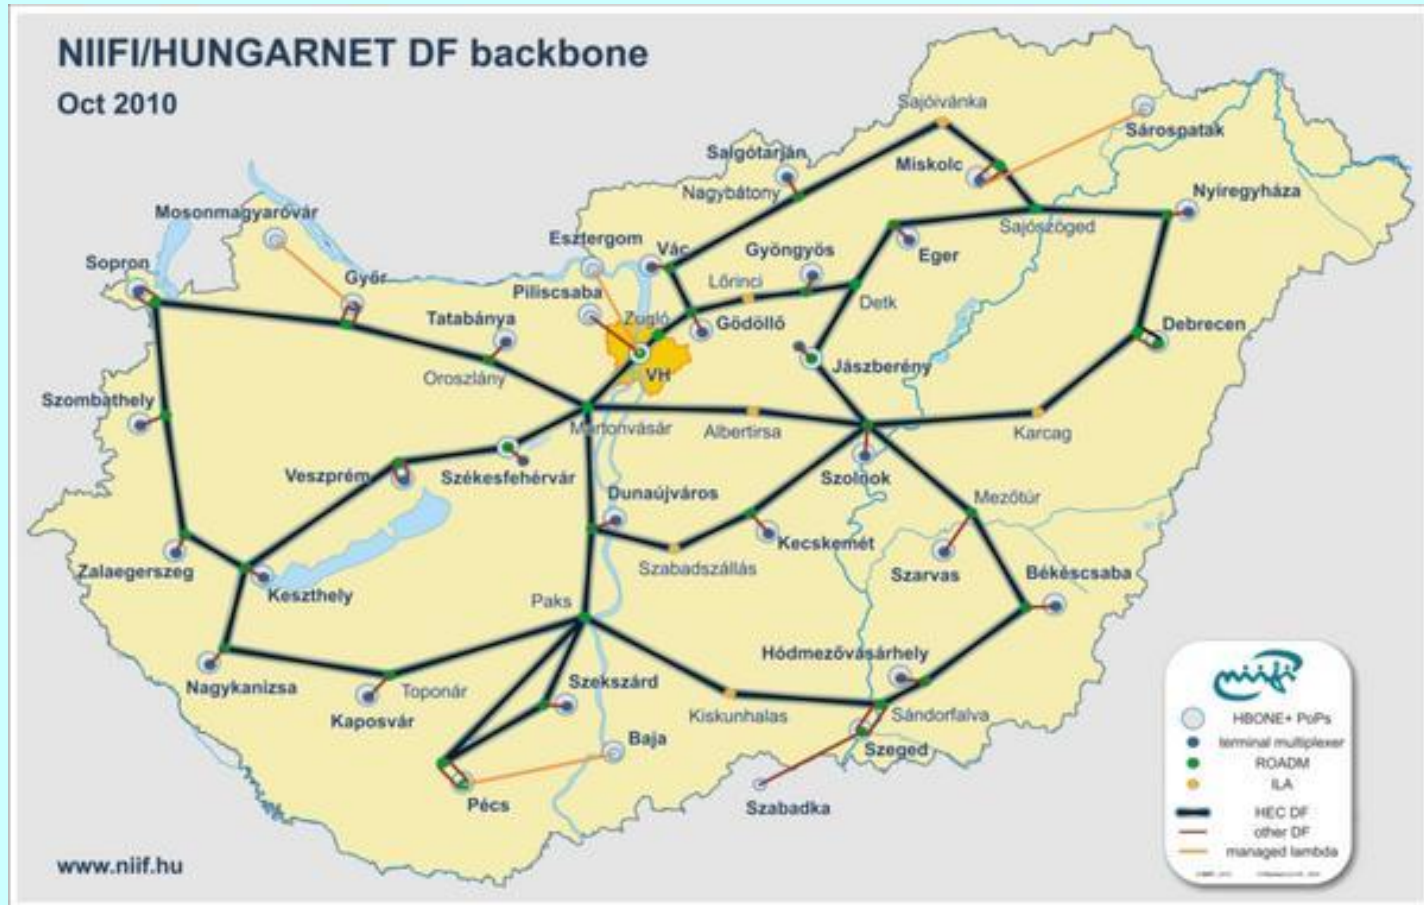 NIIFI/HUNGARNET DF backbone
Oct 2010
Sajóivánka
Sárospatak
Salgótarján
Miskolc
Nagybátony
Nyíregyháza
Mosonmagyaróvár
Sajószöged
Esztergom
Vác
Gyöngyös
Eger
Sopron
Győr
Lőrinci
Piliscsaba
Detk
Tatabánya
Zugló
Gödöllő
Debrecen
Oroszlány
VH
Jászberény
Szombathely
Martonvásár
Albertirsa
Karcag
Veszprém
Székesfehérvár
Szolnok
Dunaújváros
Mezőtúr
Kecskemét
Zalaegerszeg
Szabadszállás
Szarvas
Békéscsaba
Keszthely
Paks
Hódmezővásárhely
Nagykanizsa
Toponár
Szekszárd
Kaposvár
Kiskunhalas
Sándorfalva
Baja
Szeged
Pécs
Szabadka
niifi
HBONE+ PoPs
terminal multiplexer
ROADM
ILA
HEC DF
other DF
managed lambda
www.niif.hu